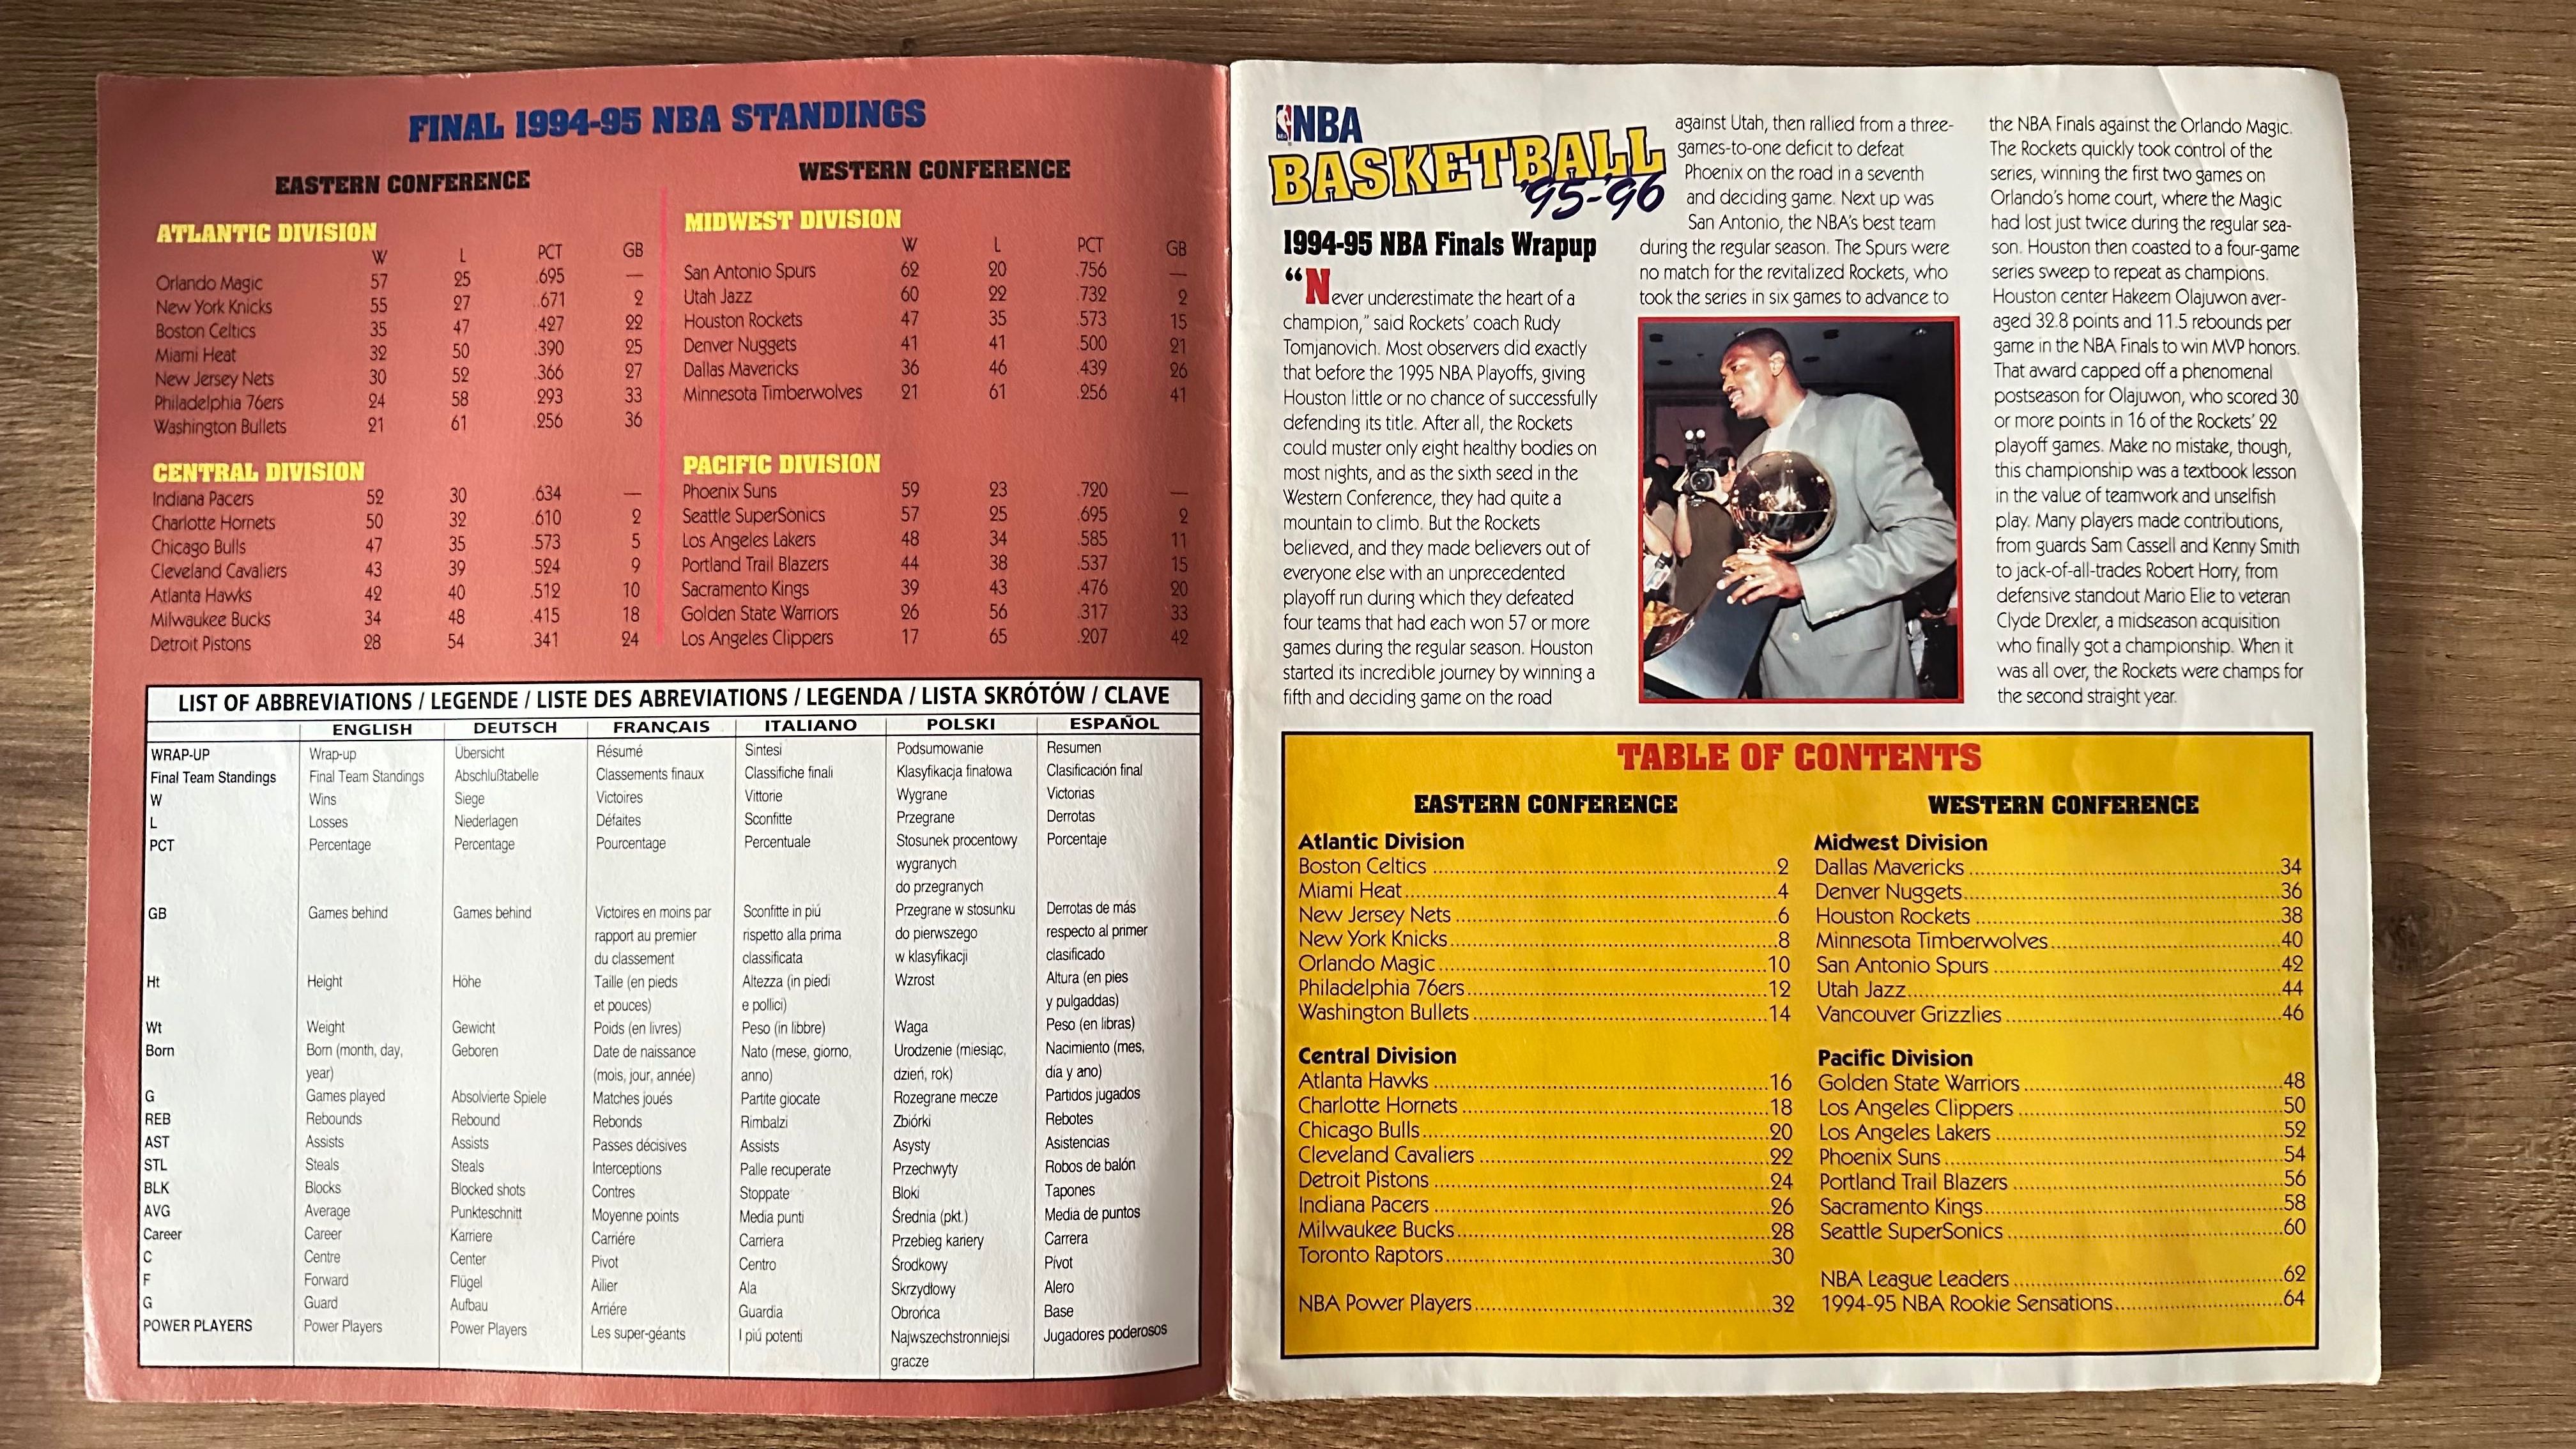 FINAL 1994-95 NBA STANDINGS
EASTERN CONFERENCE
ATLANTIC DIVISION
W L PCT GB
Orlando Magic 57 25 .695 —
New York Knicks 55 27 .671 2
Boston Celtics 35 47 .427 22
Miami Heat 32 50 .390 25
New Jersey Nets 30 52 .366 27
Philadelphia 76ers 24 58 .293 33
Washington Bullets 21 61 .256 36
CENTRAL DIVISION
Indiana Pacers 52 30 .634 —
Charlotte Hornets 50 32 .610 2
Chicago Bulls 47 35 .573 5
Cleveland Cavaliers 43 39 .524 9
Atlanta Hawks 42 40 .512 10
Milwaukee Bucks 34 48 .415 18
Detroit Pistons 28 54 .341 24
WESTERN CONFERENCE
MIDWEST DIVISION
W L PCT GB
San Antonio Spurs 62 20 .756 —
Utah Jazz 60 22 .732 2
Houston Rockets 47 35 .573 15
Denver Nuggets 41 41 .500 21
Dallas Mavericks 36 46 .439 26
Minnesota Timberwolves 21 61 .256 41
PACIFIC DIVISION
Phoenix Suns 59 23 .720 —
Seattle SuperSonics 57 25 .695 2
Los Angeles Lakers 48 34 .585 11
Portland Trail Blazers 44 38 .537 15
Sacramento Kings 39 43 .476 20
Golden State Warriors 26 56 .317 33
Los Angeles Clippers 17 65 .207 42
LIST OF ABBREVIATIONS / LEGENDE / LISTE DES ABREVIATIONS / LEGENDA / LISTA SKRÓTÓW / CLAVE
ENGLISH DEUTSCH FRANÇAIS ITALIANO POLSKI ESPAÑOL
WRAP-UP Wrap-up Übersicht Résumé Sintesi Podsumowanie Resumen
Final Team Standings Final Team Standings Abschlußtabelle Classements finaux Classifiche finali Klasyfikacja finałowa Clasificación final
W Wins Siege Victoires Vittorie Wygrane Victorias
L Losses Niederlagen Défaites Sconfitte Przegrane Derrotas
PCT Percentage Percentage Pourcentage Percentuale Stosunek procentowy Porcentaje
wygranych
do przegranych
GB Games behind Games behind Victoires en moins par Sconfitte in piú Przegrane w stosunku Derrotas de más
rapport au premier rispetto alla prima do pierwszego respecto al primer
du classement classificata w klasyfikacji clasificado
Ht Height Höhe Taille (en pieds Altezza (in piedi Wzrost Altura (en pies
et pouces) e pollici) y pulgaddas)
Wt Weight Gewicht Poids (en livres) Peso (in libbre) Waga Peso (en libras)
Born Born (month, day, Geboren Date de naissance Nato (mese, giorno, Urodzenie (miesiąc, Nacimiento (mes,
year) (mois, jour, année) anno) dzień, rok) día y ano)
G Games played Absolvierte Spiele Matches joués Partite giocate Rozegrane mecze Partidos jugados
REB Rebounds Rebound Rebonds Rimbalzi Zbiórki Rebotes
AST Assists Assists Passes décisives Assists Asysty Asistencias
STL Steals Steals Interceptions Palle recuperate Przechwyty Robos de balón
BLK Blocks Blocked shots Contres Stoppate Bloki Tapones
AVG Average Punkteschnitt Moyenne points Media punti Średnia (pkt.) Media de puntos
Career Career Karriere Carriére Carriera Przebieg kariery Carrera
C Centre Center Pivot Centro Środkowy Pívot
F Forward Flügel Ailier Ala Skrzydłowy Alero
G Guard Aufbau Arriére Guardia Obrońca Base
POWER PLAYERS Power Players Power Players Les super-géants I piú potenti Najwszechstronniejsi Jugadores poderosos
gracze
NBA
BASKETBALL
'95-'96
1994-95 NBA Finals Wrapup
“Never underestimate the heart of a
champion,” said Rockets’ coach Rudy
Tomjanovich. Most observers did exactly
that before the 1995 NBA Playoffs, giving
Houston little or no chance of successfully
defending its title. After all, the Rockets
could muster only eight healthy bodies on
most nights, and as the sixth seed in the
Western Conference, they had quite a
mountain to climb. But the Rockets
believed, and they made believers out of
everyone else with an unprecedented
playoff run during which they defeated
four teams that had each won 57 or more
games during the regular season. Houston
started its incredible journey by winning a
fifth and deciding game on the road
against Utah, then rallied from a three-
games-to-one deficit to defeat
Phoenix on the road in a seventh
and deciding game. Next up was
San Antonio, the NBA’s best team
during the regular season. The Spurs were
no match for the revitalized Rockets, who
took the series in six games to advance to
the NBA Finals against the Orlando Magic.
The Rockets quickly took control of the
series, winning the first two games on
Orlando’s home court, where the Magic
had lost just twice during the regular sea-
son. Houston then coasted to a four-game
series sweep to repeat as champions.
Houston center Hakeem Olajuwon aver-
aged 32.8 points and 11.5 rebounds per
game in the NBA Finals to win MVP honors.
That award capped off a phenomenal
postseason for Olajuwon, who scored 30
or more points in 16 of the Rockets’ 22
playoff games. Make no mistake, though,
this championship was a textbook lesson
in the value of teamwork and unselfish
play. Many players made contributions,
from guards Sam Cassell and Kenny Smith
to jack-of-all-trades Robert Horry, from
defensive standout Mario Elie to veteran
Clyde Drexler, a midseason acquisition
who finally got a championship. When it
was all over, the Rockets were champs for
the second straight year.
TABLE OF CONTENTS
EASTERN CONFERENCE
Atlantic Division
Boston Celtics 2
Miami Heat 4
New Jersey Nets 6
New York Knicks 8
Orlando Magic 10
Philadelphia 76ers 12
Washington Bullets 14
Central Division
Atlanta Hawks 16
Charlotte Hornets 18
Chicago Bulls 20
Cleveland Cavaliers 22
Detroit Pistons 24
Indiana Pacers 26
Milwaukee Bucks 28
Toronto Raptors 30
NBA Power Players 32
WESTERN CONFERENCE
Midwest Division
Dallas Mavericks 34
Denver Nuggets 36
Houston Rockets 38
Minnesota Timberwolves 40
San Antonio Spurs 42
Utah Jazz 44
Vancouver Grizzlies 46
Pacific Division
Golden State Warriors 48
Los Angeles Clippers 50
Los Angeles Lakers 52
Phoenix Suns 54
Portland Trail Blazers 56
Sacramento Kings 58
Seattle SuperSonics 60
NBA League Leaders 62
1994-95 NBA Rookie Sensations 64